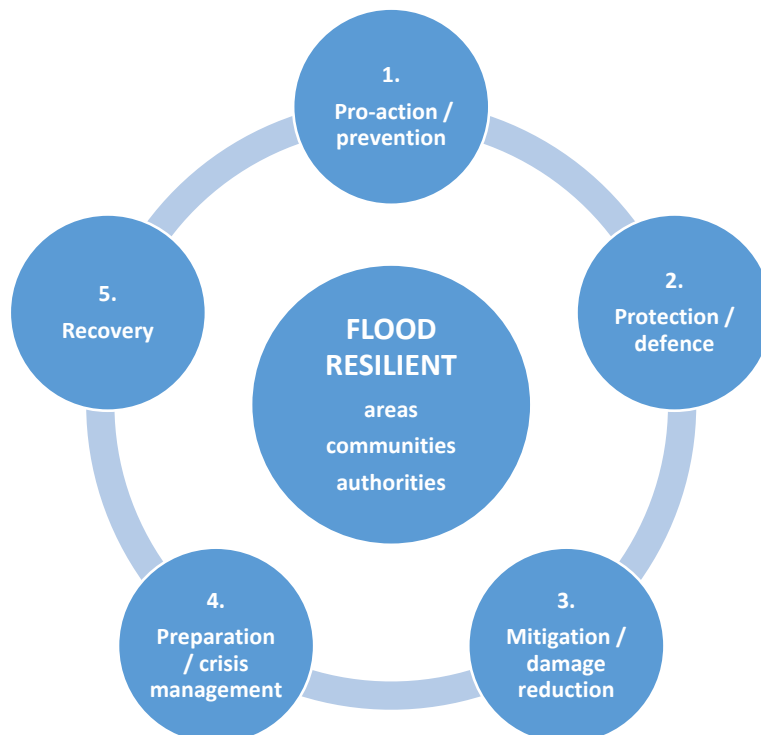 1.
Pro-action /
prevention
2.
Protection /
defence
3.
Mitigation /
damage
reduction
4.
Preparation
/ crisis
management
5.
Recovery
FLOOD
RESILIENT
areas
communities
authorities